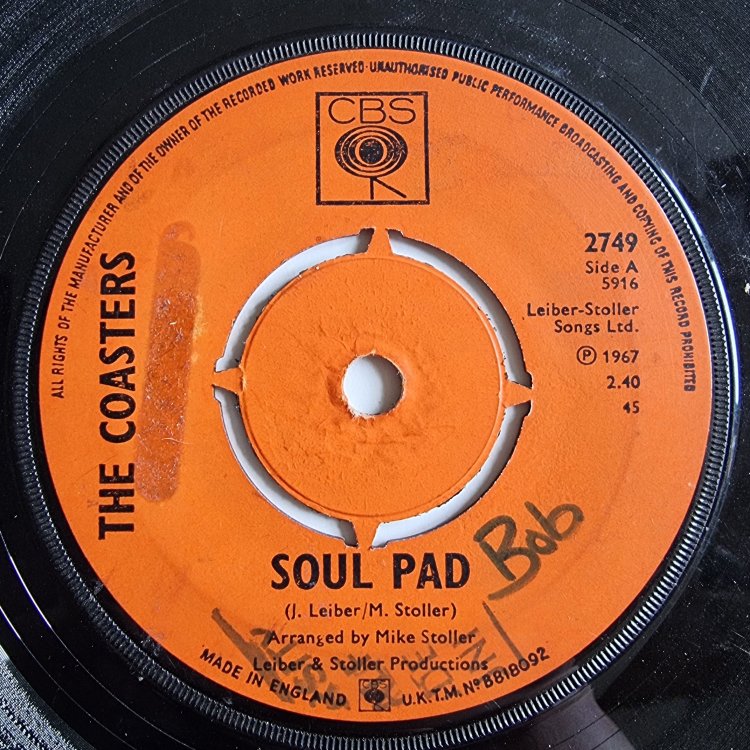 ALL RIGHTS OF THE MANUFACTURER AND OF THE OWNER OF THE RECORDED WORK RESERVED·UNAUTHORISED PUBLIC PERFORMANCE BROADCASTING AND COPYING OF THIS RECORD PROHIBITED
CBS
THE COASTERS
2749
Side A
5916
Leiber-Stoller
Songs Ltd.
Ⓟ 1967
2.40
45
SOUL PAD
Bob
(J. Leiber/M. Stoller)
Arranged by Mike Stoller
Leiber & Stoller Productions
MADE IN ENGLAND CBS U.K.T.M. Nº B818092